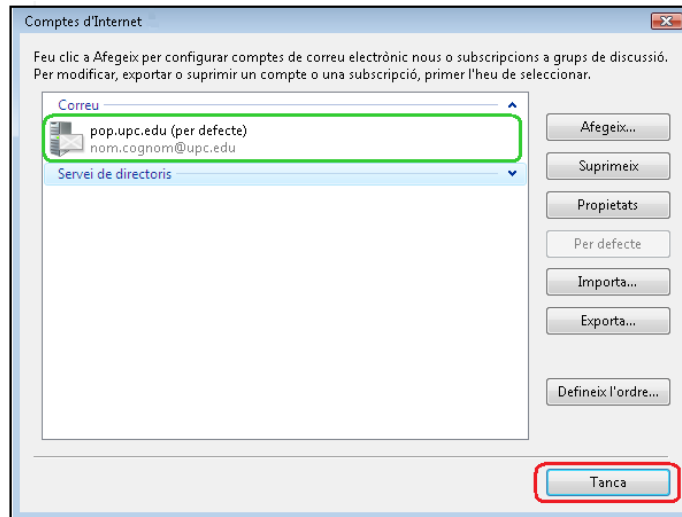 Comptes d'Internet
Feu clic a Afegeix per configurar comptes de correu electrònic nous o subscripcions a grups de discussió.
Per modificar, exportar o suprimir un compte o una subscripció, primer l'heu de seleccionar.
Correu
pop.upc.edu (per defecte)
nom.cognom@upc.edu
Servei de directoris
Afegeix...
Suprimeix
Propietats
Per defecte
Importa...
Exporta...
Defineix l'ordre...
Tanca